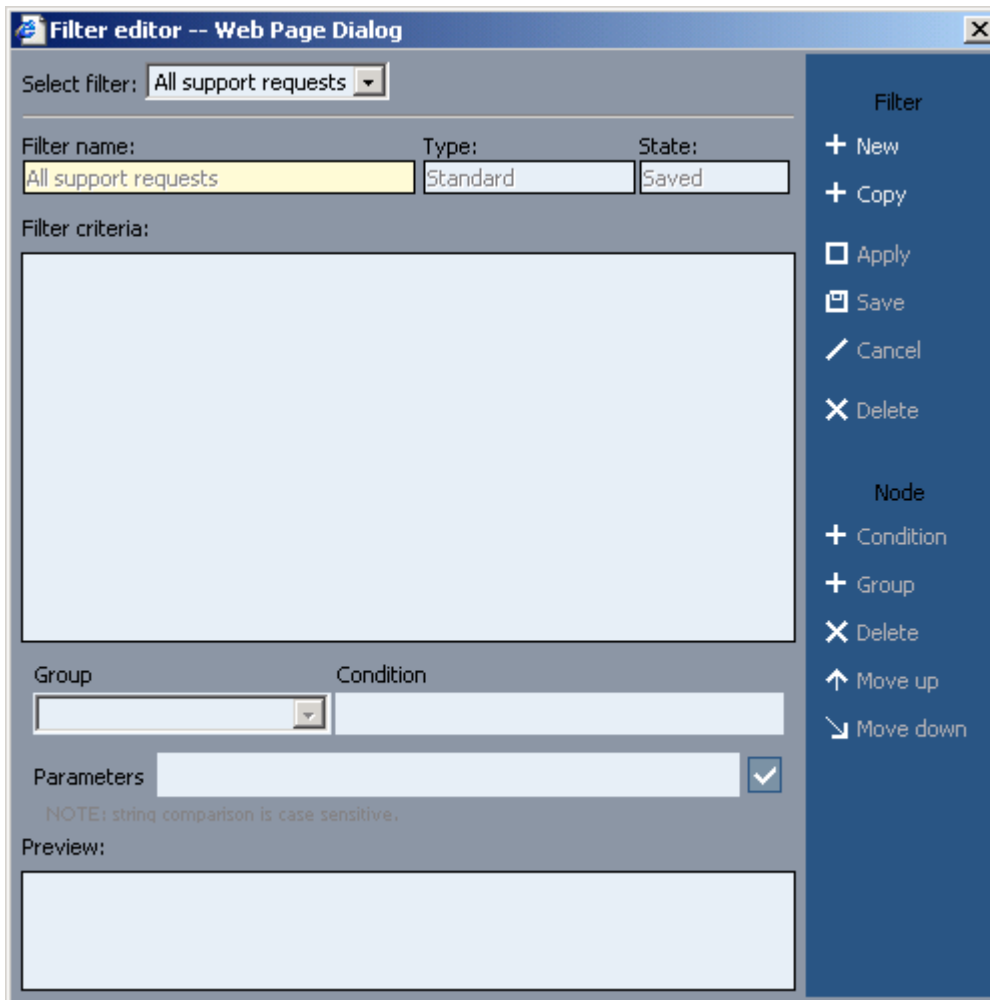 Filter editor -- Web Page Dialog
Select filter: All support requests
Filter name: Type: State:
All support requests Standard Saved
Filter criteria:
Group Condition
Parameters
NOTE: string comparison is case sensitive.
Preview:
Filter
New
Copy
Apply
Save
Cancel
Delete
Node
Condition
Group
Delete
Move up
Move down